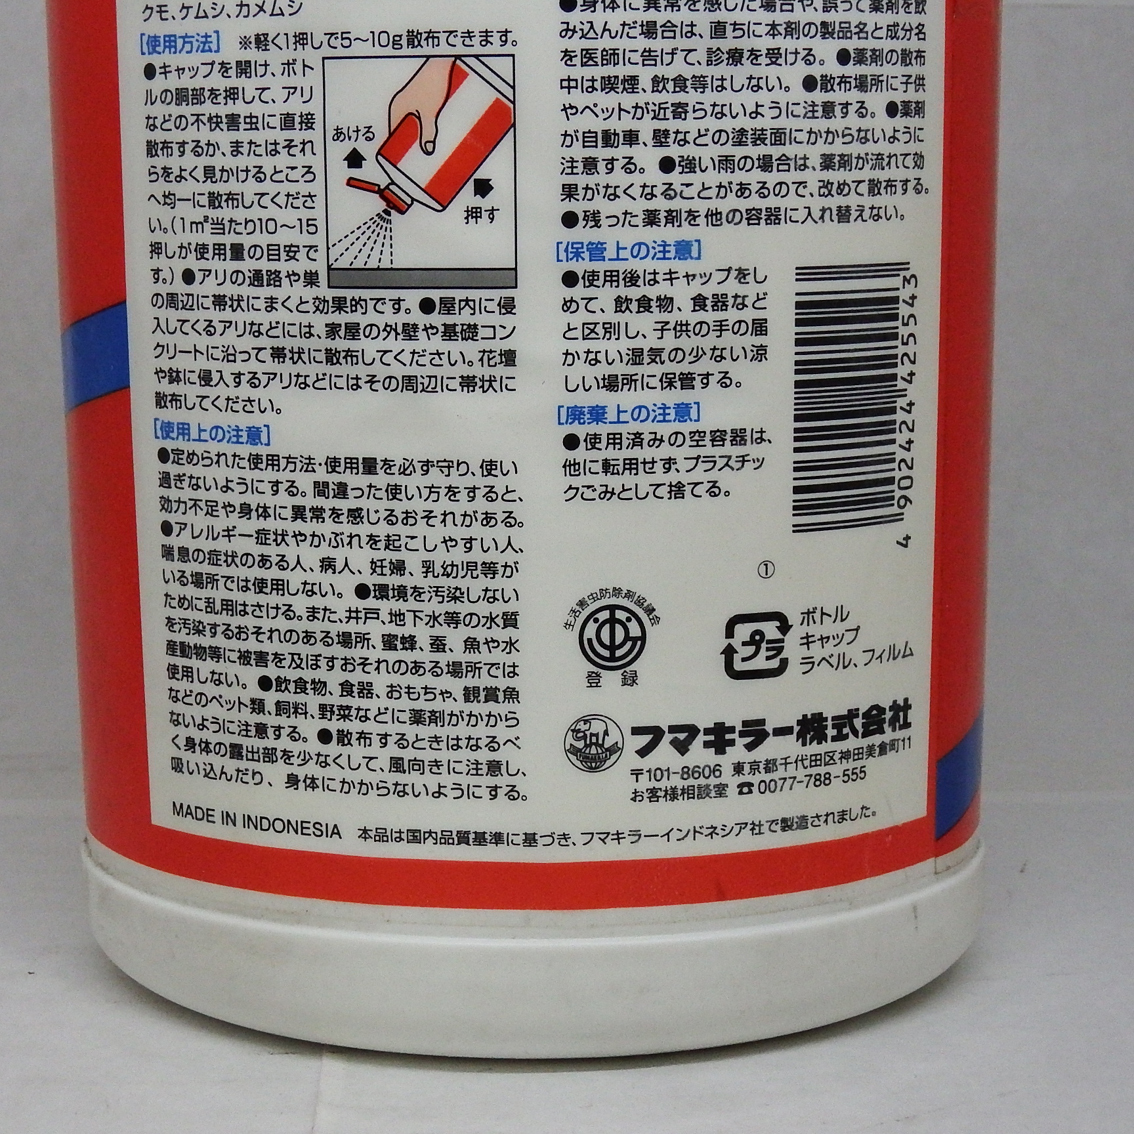 クモ、ケムシ、カメムシ
[使用方法] ※軽く1押しで5〜10g散布できます。
●キャップを開け、ボト
ルの胴部を押して、アリ
などの不快害虫に直接
散布するか、またはそれ
らをよく見かけるところ
へ均一に散布してくださ
い。(1㎡当たり10〜15
押しが使用量の目安で
す。) ●アリの通路や巣
の周辺に帯状にまくと効果的です。 ●屋内に侵
入してくるアリなどには、家屋の外壁や基礎コン
クリートに沿って帯状に散布してください。花壇
や鉢に侵入するアリなどにはその周辺に帯状に
散布してください。
あける
押す
[使用上の注意]
●定められた使用方法・使用量を必ず守り、使い
過ぎないようにする。間違った使い方をすると、
効力不足や身体に異常を感じるおそれがある。
●アレルギー症状やかぶれを起こしやすい人、
喘息の症状のある人、病人、妊婦、乳幼児等が
いる場所では使用しない。 ●環境を汚染しない
ために乱用はさける。また、井戸、地下水等の水質
を汚染するおそれのある場所、蜜蜂、蚕、魚や水
産動物等に被害を及ぼすおそれのある場所では
使用しない。 ●飲食物、食器、おもちゃ、観賞魚
などのペット類、飼料、野菜などに薬剤がかから
ないように注意する。 ●散布するときはなるべ
く身体の露出部を少なくして、風向きに注意し、
吸い込んだり、身体にかからないようにする。
●身体に異常を感じた場合や、誤って薬剤を飲
み込んだ場合は、直ちに本剤の製品名と成分名
を医師に告げて、診療を受ける。 ●薬剤の散布
中は喫煙、飲食等はしない。 ●散布場所に子供
やペットが近寄らないように注意する。 ●薬剤
が自動車、壁などの塗装面にかからないように
注意する。 ●強い雨の場合は、薬剤が流れて効
果がなくなることがあるので、改めて散布する。
●残った薬剤を他の容器に入れ替えない。
[保管上の注意]
●使用後はキャップをし
めて、飲食物、食器など
と区別し、子供の手の届
かない湿気の少ない涼
しい場所に保管する。
[廃棄上の注意]
●使用済みの空容器は、
他に転用せず、プラスチッ
クごみとして捨てる。
4 902424 425543
①
生活害虫防除剤協議会
登録
プラ
ボトル
キャップ
ラベル、フィルム
フマキラー株式会社
〒101-8606 東京都千代田区神田美倉町11
お客様相談室 ☎0077-788-555
MADE IN INDONESIA 本品は国内品質基準に基づき、フマキラーインドネシア社で製造されました。